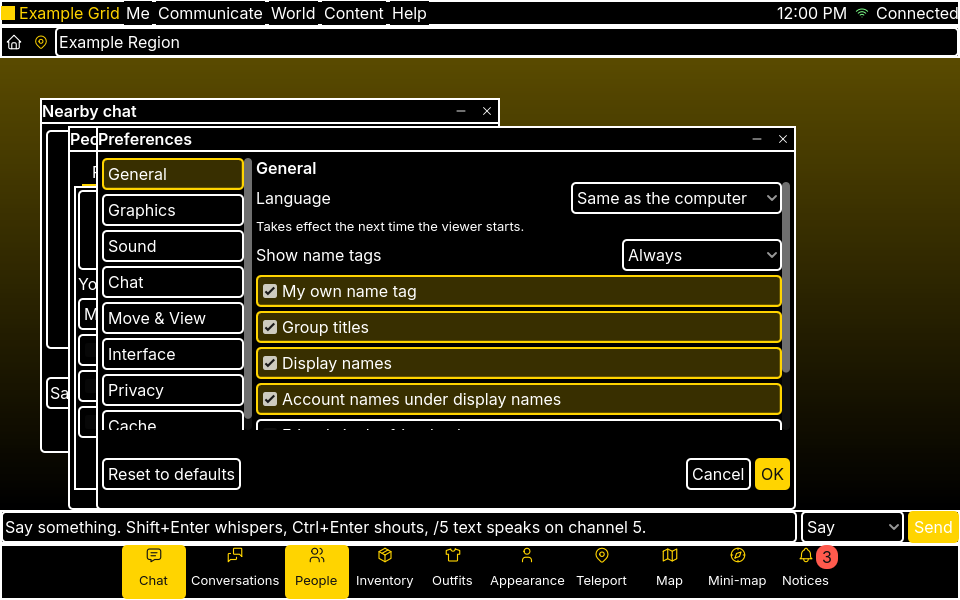 Example Grid Me Communicate World Content Help 12:00 PM Connected
Example Region
Nearby chat
Preferences
General
Graphics
Sound
Chat
Move & View
Interface
Privacy
Cache
General
Language Same as the computer
Takes effect the next time the viewer starts.
Show name tags Always
My own name tag
Group titles
Display names
Account names under display names
Reset to defaults Cancel OK
Say something. Shift+Enter whispers, Ctrl+Enter shouts, /5 text speaks on channel 5. Say Send
Chat Conversations People Inventory Outfits Appearance Teleport Map Mini-map Notices 3